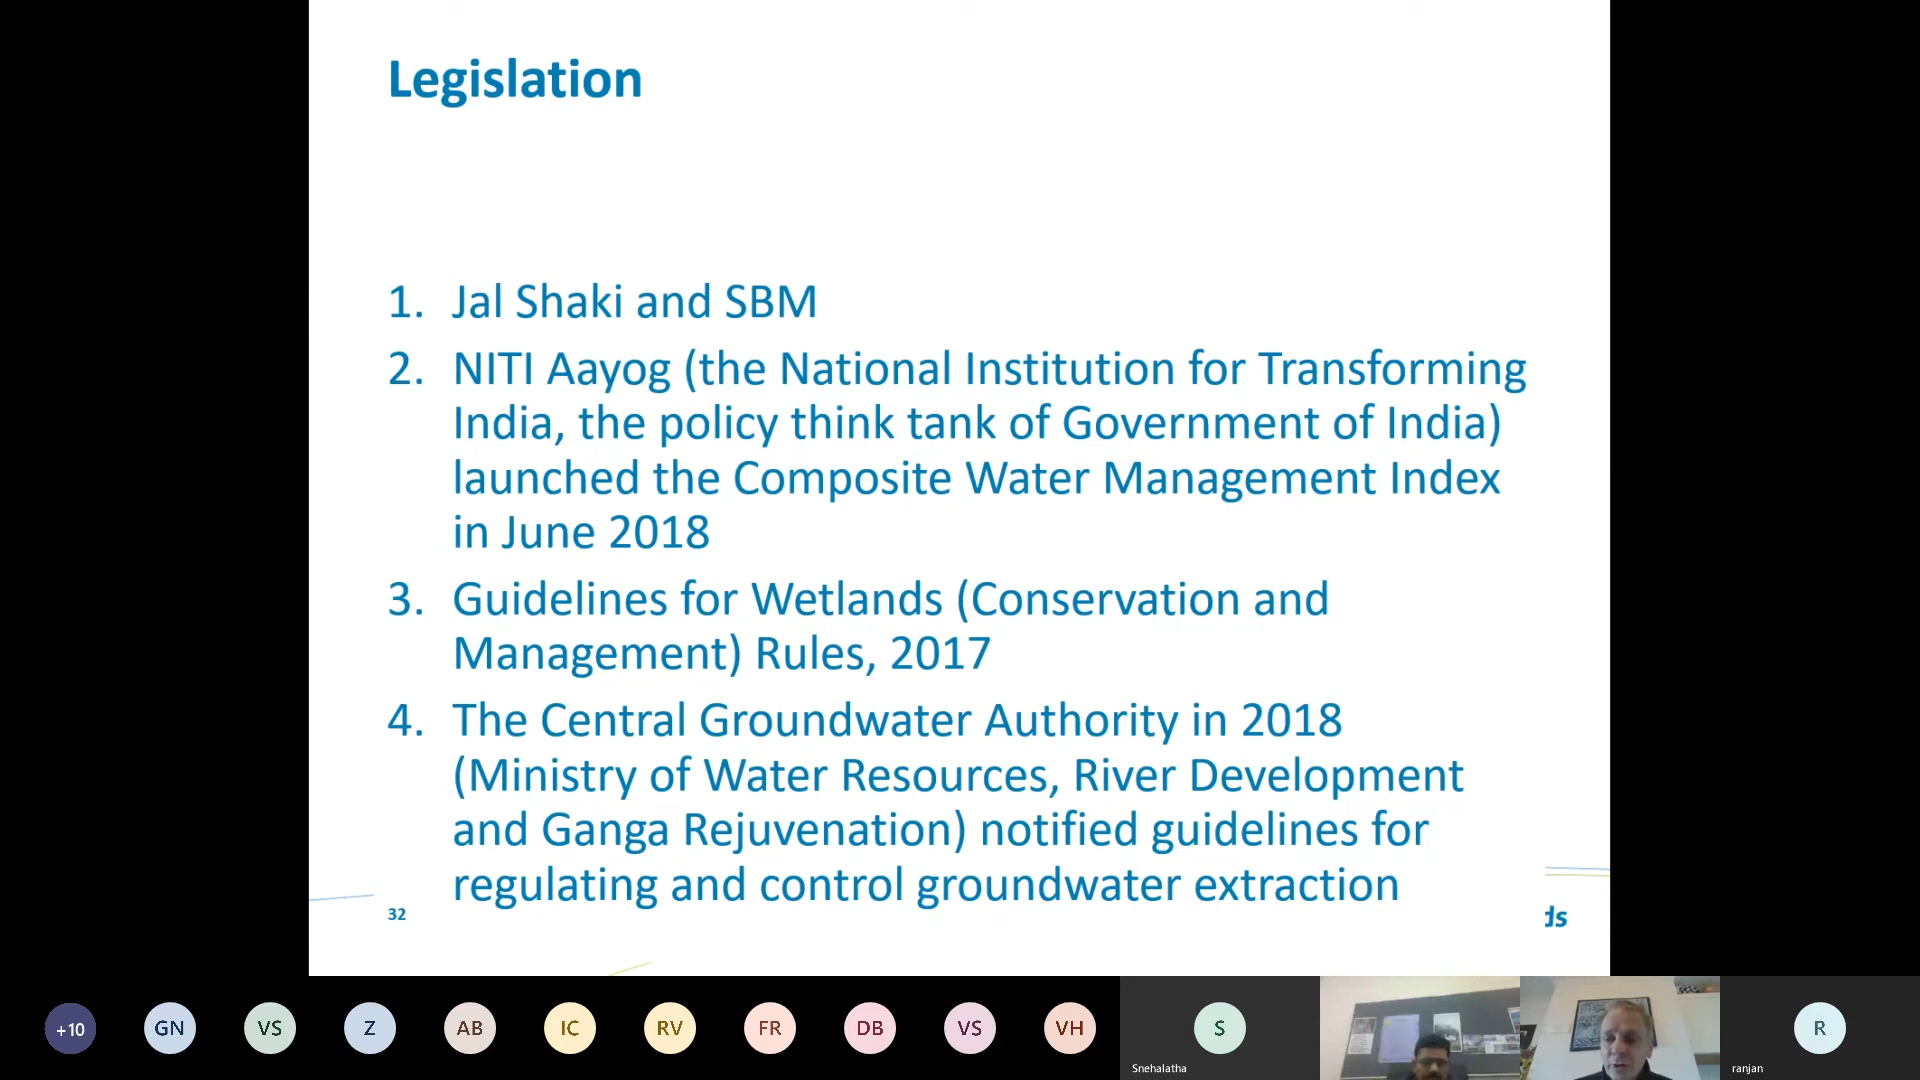 Legislation
1. Jal Shaki and SBM
2. NITI Aayog (the National Institution for Transforming
India, the policy think tank of Government of India)
launched the Composite Water Management Index
in June 2018
3. Guidelines for Wetlands (Conservation and
Management) Rules, 2017
4. The Central Groundwater Authority in 2018
(Ministry of Water Resources, River Development
and Ganga Rejuvenation) notified guidelines for
regulating and control groundwater extraction
32
ds
+10 GN VS Z AB IC RV FR DB VS VH S R
Snehalatha ranjan